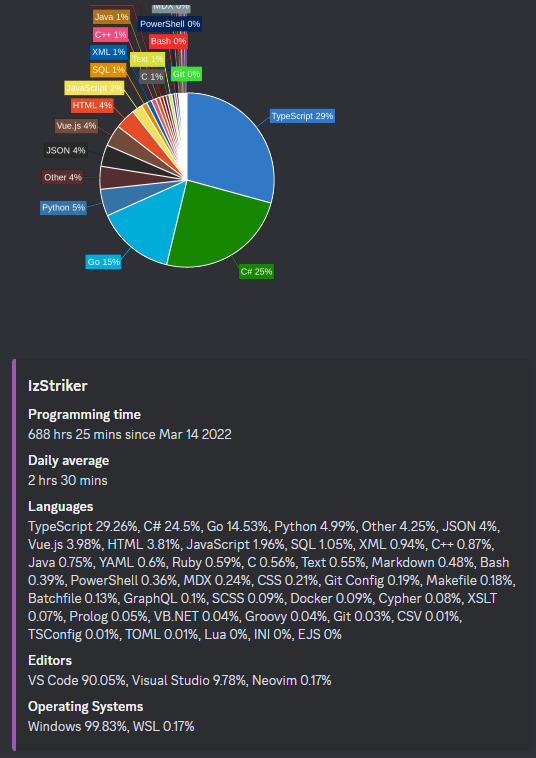 MDX 0%
Java 1%
PowerShell 0%
C++ 1%
Bash 0%
XML 1%
Text 1%
SQL 1%
C 1%
Git 0%
JavaScript 2%
HTML 4%
TypeScript 29%
Vue.js 4%
JSON 4%
Other 4%
Python 5%
Go 15%
C# 25%
IzStriker
Programming time
688 hrs 25 mins since Mar 14 2022
Daily average
2 hrs 30 mins
Languages
TypeScript 29.26%, C# 24.5%, Go 14.53%, Python 4.99%, Other 4.25%, JSON 4%,
Vue.js 3.98%, HTML 3.81%, JavaScript 1.96%, SQL 1.05%, XML 0.94%, C++ 0.87%,
Java 0.75%, YAML 0.6%, Ruby 0.59%, C 0.56%, Text 0.55%, Markdown 0.48%, Bash
0.39%, PowerShell 0.36%, MDX 0.24%, CSS 0.21%, Git Config 0.19%, Makefile 0.18%,
Batchfile 0.13%, GraphQL 0.1%, SCSS 0.09%, Docker 0.09%, Cypher 0.08%, XSLT
0.07%, Prolog 0.05%, VB.NET 0.04%, Groovy 0.04%, Git 0.03%, CSV 0.01%,
TSConfig 0.01%, TOML 0.01%, Lua 0%, INI 0%, EJS 0%
Editors
VS Code 90.05%, Visual Studio 9.78%, Neovim 0.17%
Operating Systems
Windows 99.83%, WSL 0.17%